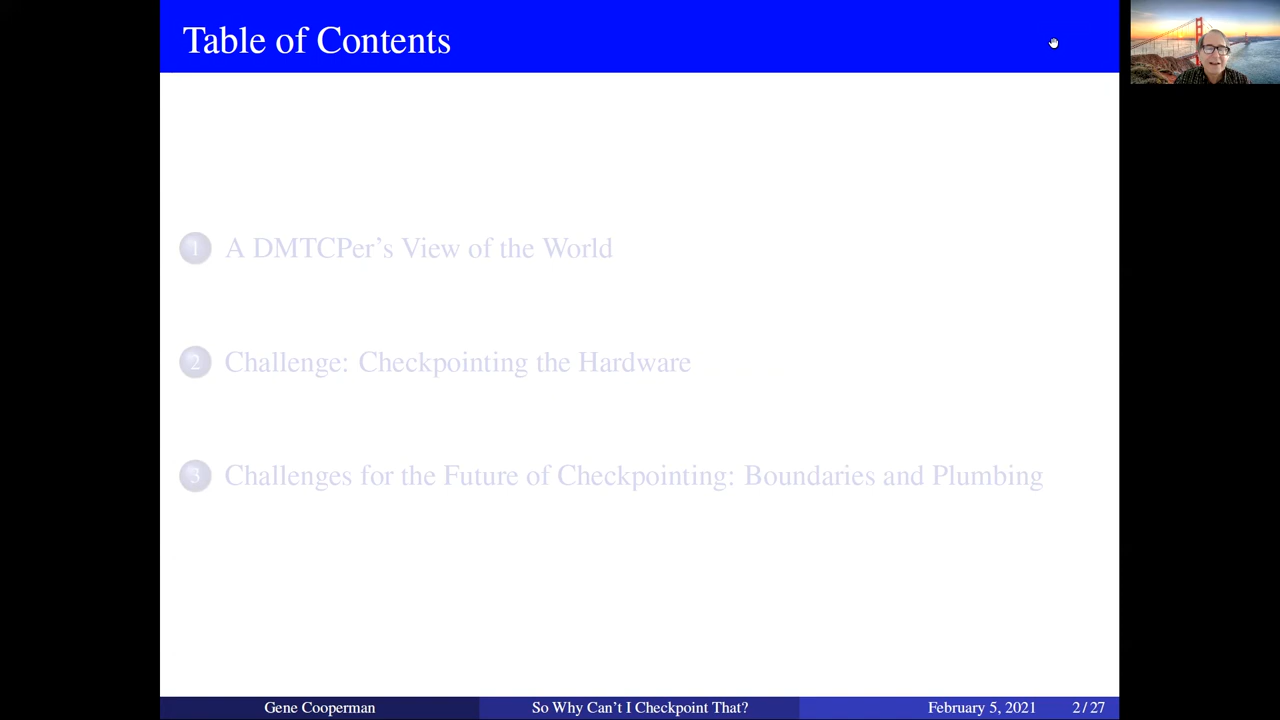 Table of Contents
1 A DMTCPer's View of the World
2 Challenge: Checkpointing the Hardware
3 Challenges for the Future of Checkpointing: Boundaries and Plumbing
Gene Cooperman So Why Can't I Checkpoint That? February 5, 2021 2 / 27